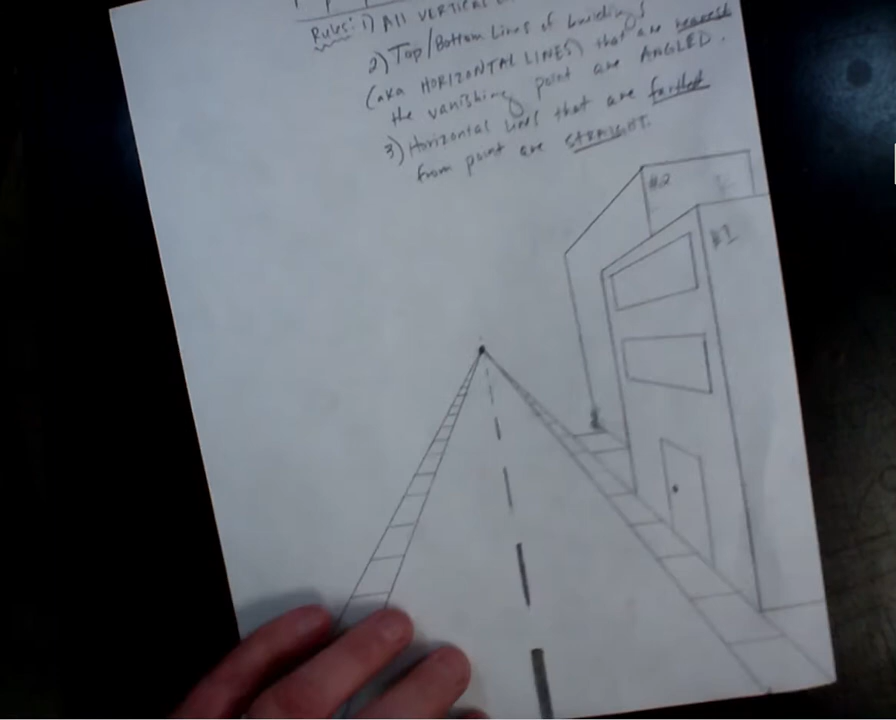 Rules: 1) All VERTICAL
2) Top/Bottom Lines of buildings
(aka HORIZONTAL LINES) that are nearest
the vanishing point are ANGLED.
3) Horizontal Lines that are farthest
from point are STRAIGHT.
#2
#1